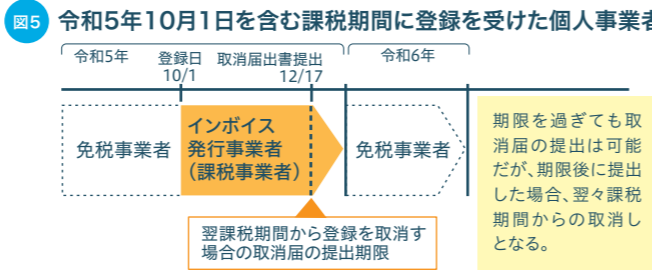 図5 令和5年10月1日を含む課税期間に登録を受けた個人事業者
令和5年 登録日 取消届出書提出 令和6年
10/1 12/17
免税事業者
インボイス
発行事業者
（課税事業者）
免税事業者
期限を過ぎても取
消届の提出は可能
だが、期限後に提出
した場合、翌々課税
期間からの取消し
となる。
翌課税期間から登録を取消す
場合の取消届の提出期限